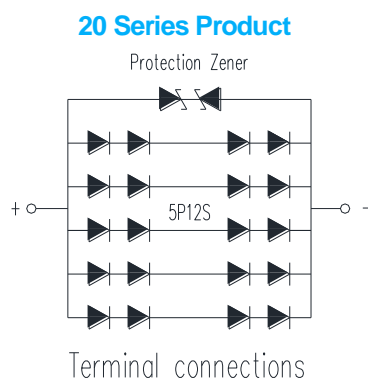 20 Series Product
Protection Zener
5P12S
+ -
Terminal connections